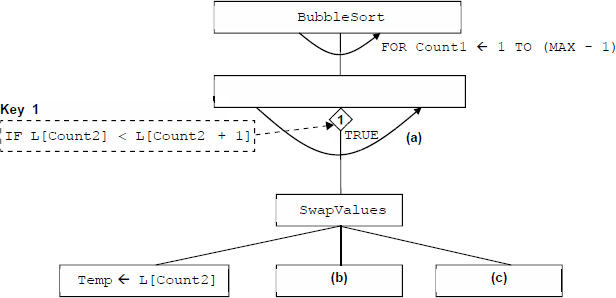 BubbleSort
FOR Count1 ← 1 TO (MAX - 1)
Key 1
1
IF L[Count2] < L[Count2 + 1]
TRUE
(a)
SwapValues
Temp ← L[Count2]
(b)
(c)